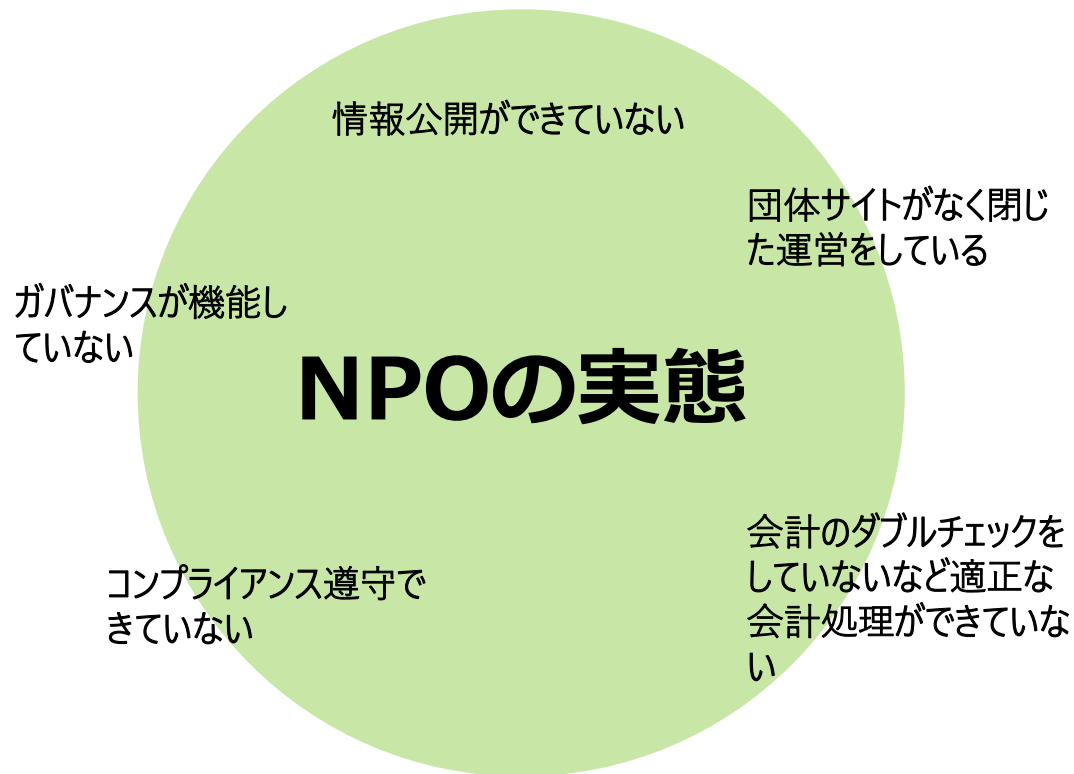 情報公開ができていない
団体サイトがなく閉じ
た運営をしている
ガバナンスが機能し
ていない
NPOの実態
会計のダブルチェックを
していないなど適正な
会計処理ができていな
い
コンプライアンス遵守で
きていない